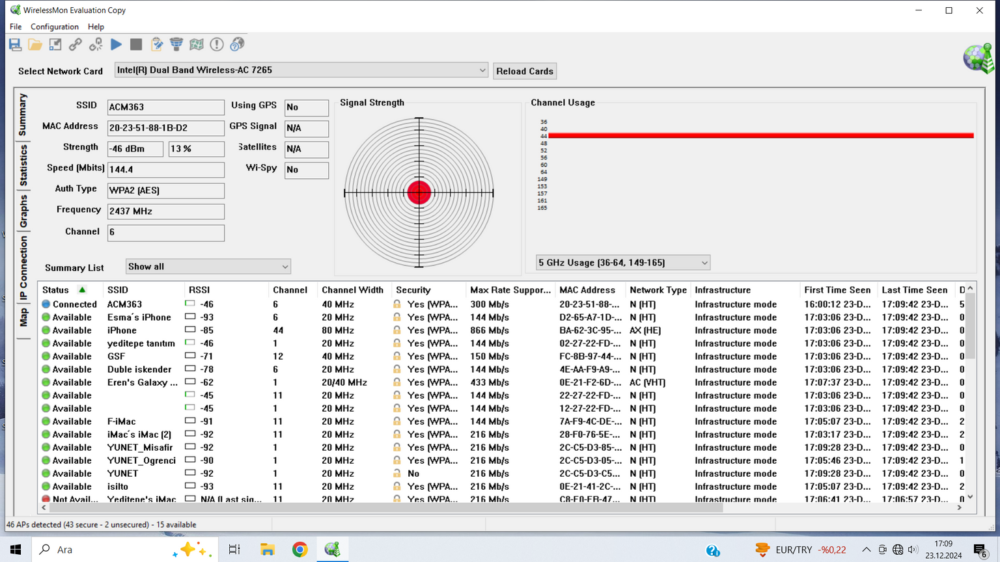 WirelessMon Evaluation Copy
File Configuration Help
Select Network Card Intel(R) Dual Band Wireless-AC 7265 Reload Cards
Summary
Statistics
Graphs
IP Connection
Map
SSID ACM363 Using GPS No
MAC Address 20-23-51-88-1B-D2 GPS Signal N/A
Strength -46 dBm 13 % Satellites N/A
Speed (Mbits) 144.4 Wi-Spy No
Auth Type WPA2 (AES)
Frequency 2437 MHz
Channel 6
Summary List Show all
Signal Strength
Channel Usage
36
40
44
48
52
56
60
64
149
153
157
161
165
5 GHz Usage (36-64, 149-165)
Status SSID RSSI Channel Channel Width Security Max Rate Suppor... MAC Address Network Type Infrastructure First Time Seen Last Time Seen D
Connected ACM363 -46 6 40 MHz Yes (WPA... 300 Mb/s 20-23-51-88-... N (HT) Infrastructure mode 16:00:12 23-D... 17:09:42 23-D... 5
Available Esma´s iPhone -93 6 20 MHz Yes (WPA... 144 Mb/s D2-65-A7-1D-... N (HT) Infrastructure mode 17:03:06 23-D... 17:09:42 23-D... 0
Available iPhone -85 44 80 MHz Yes (WPA... 866 Mb/s BA-62-3C-95-... AX (HE) Infrastructure mode 17:03:06 23-D... 17:09:42 23-D... 0
Available yeditepe tanıtım -46 1 20 MHz Yes (WPA... 144 Mb/s 02-27-22-FD-... N (HT) Infrastructure mode 17:03:06 23-D... 17:09:42 23-D... 0
Available GSF -71 12 40 MHz Yes (WPA... 150 Mb/s FC-8B-97-44-... N (HT) Infrastructure mode 17:03:06 23-D... 17:09:42 23-D... 0
Available Duble iskender -78 6 20 MHz Yes (WPA... 144 Mb/s 4E-AA-F9-A9-... N (HT) Infrastructure mode 17:03:06 23-D... 17:09:42 23-D... 0
Available Eren's Galaxy ... -62 1 20/40 MHz Yes (WPA... 433 Mb/s 0E-21-F2-6D-... AC (VHT) Infrastructure mode 17:07:37 23-D... 17:09:42 23-D... 0
Available -45 11 20 MHz Yes (WPA... 144 Mb/s 22-27-22-FD-... N (HT) Infrastructure mode 17:03:06 23-D... 17:09:42 23-D... 0
Available -45 11 20 MHz Yes (WPA... 144 Mb/s 12-27-22-FD-... N (HT) Infrastructure mode 17:03:06 23-D... 17:09:42 23-D... 0
Available F-iMac -91 11 20 MHz Yes (WPA... 144 Mb/s 7A-F9-4C-DE-... N (HT) Infrastructure mode 17:05:07 23-D... 17:09:42 23-D... 2
Available iMac´s iMac (2) -92 11 20 MHz Yes (WPA... 216 Mb/s 28-F0-76-5E-... N (HT) Infrastructure mode 17:03:17 23-D... 17:09:42 23-D... 2
Available YUNET_Misafir -92 1 20 MHz Yes (WPA... 216 Mb/s 2C-C5-D3-85-... N (HT) Infrastructure mode 17:09:28 23-D... 17:09:42 23-D... 0
Available YUNET_Ogrenci -90 1 20 MHz Yes (WPA... 216 Mb/s 2C-C5-D3-05-... N (HT) Infrastructure mode 17:05:46 23-D... 17:09:42 23-D... 1
Available YUNET -92 1 20 MHz No 216 Mb/s 2C-C5-D3-C5... N (HT) Infrastructure mode 17:09:28 23-D... 17:09:42 23-D... 0
Available isilto -93 11 20 MHz Yes (WPA... 216 Mb/s 0E-21-41-2C-... N (HT) Infrastructure mode 17:05:07 23-D... 17:09:42 23-D... 2
Not Avail... Yeditepe's iMac N/A (Last sig... 11 20 MHz Yes (WPA... 216 Mb/s C8-E0-EB-47... N (HT) Infrastructure mode 17:06:41 23-D... 17:06:57 23-D... 0
46 APs detected (43 secure - 2 unsecured) - 15 available
Ara EUR/TRY -%0,22 17:09
23.12.2024 6